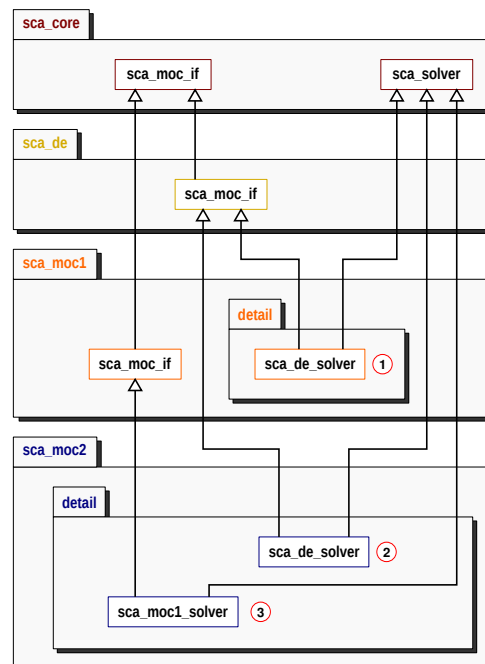 sca_core
sca_moc_if
sca_solver
sca_de
sca_moc_if
sca_moc1
detail
sca_moc_if
sca_de_solver
1
sca_moc2
detail
sca_de_solver
2
sca_moc1_solver
3